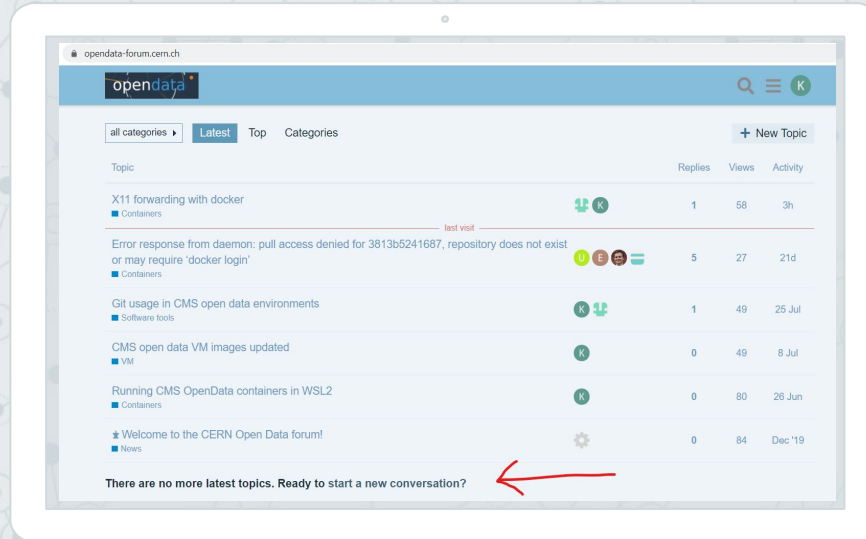 opendata-forum.cern.ch
opendata
K
all categories
Latest
Top
Categories
+ New Topic
Topic
Replies
Views
Activity
X11 forwarding with docker
Containers
K
1
58
3h
last visit
Error response from daemon: pull access denied for 3813b5241687, repository does not exist
or may require ‘docker login’
Containers
U
E
5
27
21d
Git usage in CMS open data environments
Software tools
K
1
49
25 Jul
CMS open data VM images updated
VM
K
0
49
8 Jul
Running CMS OpenData containers in WSL2
Containers
K
0
80
26 Jun
Welcome to the CERN Open Data forum!
News
0
84
Dec '19
There are no more latest topics. Ready to start a new conversation?